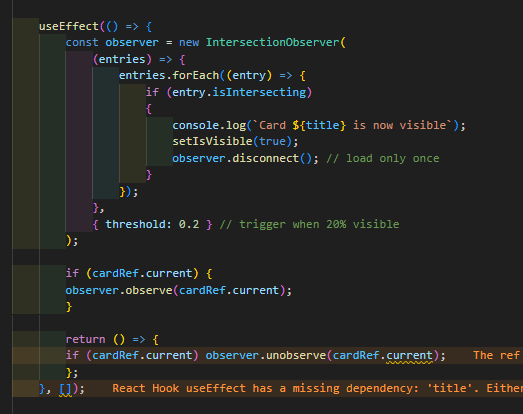 useEffect(() => {
const observer = new IntersectionObserver(
(entries) => {
entries.forEach((entry) => {
if (entry.isIntersecting)
{
console.log(`Card ${title} is now visible`);
setIsVisible(true);
observer.disconnect(); // load only once
}
});
},
{ threshold: 0.2 } // trigger when 20% visible
);
if (cardRef.current) {
observer.observe(cardRef.current);
}
return () => {
if (cardRef.current) observer.unobserve(cardRef.current); The ref
};
}, []); React Hook useEffect has a missing dependency: 'title'. Either